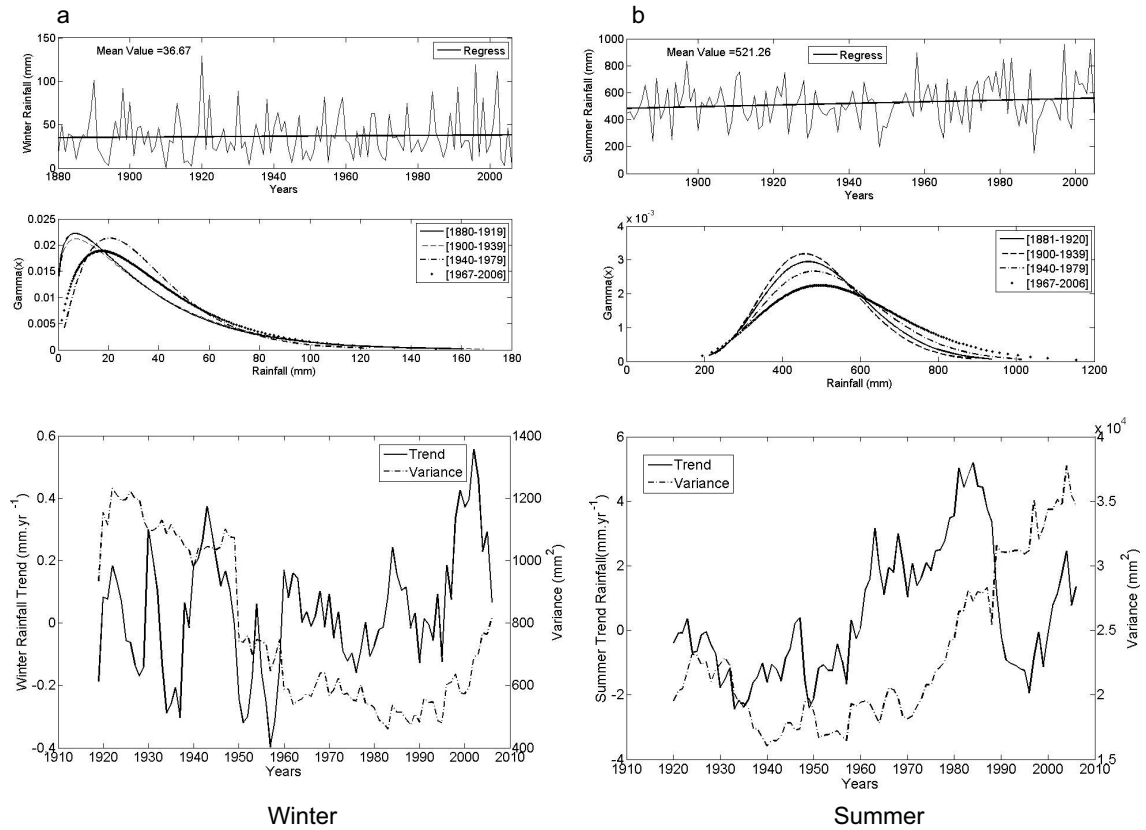 a
Mean Value =36.67
Regress
Winter Rainfall (mm)
150
100
50
0
1880 1900 1920 1940 1960 1980 2000
Years
b
Mean Value =521.26
Regress
Summer Rainfall (mm)
1000
800
600
400
200
0
1900 1920 1940 1960 1980 2000
Years
0.025
0.02
0.015
0.01
0.005
0
Gamma(x)
[1880-1919]
[1900-1939]
[1940-1979]
[1967-2006]
0 20 40 60 80 100 120 140 160 180
Rainfall (mm)
x 10-3
4
3
2
1
0
Gamma(x)
[1881-1920]
[1900-1939]
[1940-1979]
[1967-2006]
0 200 400 600 800 1000 1200
Rainfall (mm)
0.6
0.4
0.2
0
-0.2
-0.4
Winter Rainfall Trend (mm.yr -1)
Trend
Variance
1400
1200
1000
800
600
400
Variance (mm2)
1910 1920 1930 1940 1950 1960 1970 1980 1990 2000 2010
Years
Winter
x 104
6
4
2
0
-2
-4
Summer Trend Rainfall(mm.yr -1)
Trend
Variance
4
3.5
3
2.5
2
1.5
Variance (mm2)
1910 1920 1930 1940 1950 1960 1970 1980 1990 2000 2010
Years
Summer